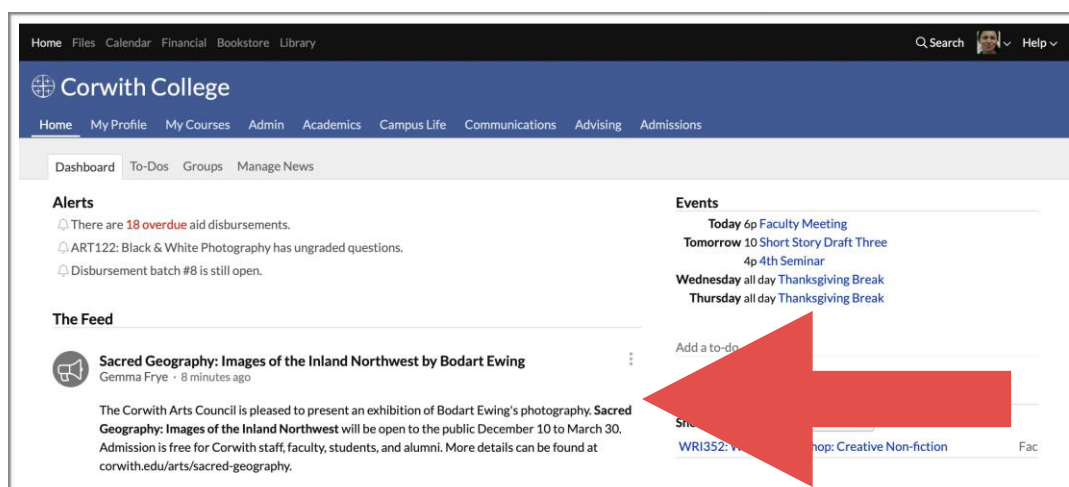 Home Files Calendar Financial Bookstore Library
Search Help
Corwith College
Home My Profile My Courses Admin Academics Campus Life Communications Advising Admissions
Dashboard To-Dos Groups Manage News
Alerts
There are 18 overdue aid disbursements.
ART122: Black & White Photography has ungraded questions.
Disbursement batch #8 is still open.
The Feed
Sacred Geography: Images of the Inland Northwest by Bodart Ewing
Gemma Frye · 8 minutes ago
The Corwith Arts Council is pleased to present an exhibition of Bodart Ewing's photography. Sacred
Geography: Images of the Inland Northwest will be open to the public December 10 to March 30.
Admission is free for Corwith staff, faculty, students, and alumni. More details can be found at
corwith.edu/arts/sacred-geography.
Events
Today 6p Faculty Meeting
Tomorrow 10 Short Story Draft Three
4p 4th Seminar
Wednesday all day Thanksgiving Break
Thursday all day Thanksgiving Break
Add a to-do
WRI352: Creative Non-fiction